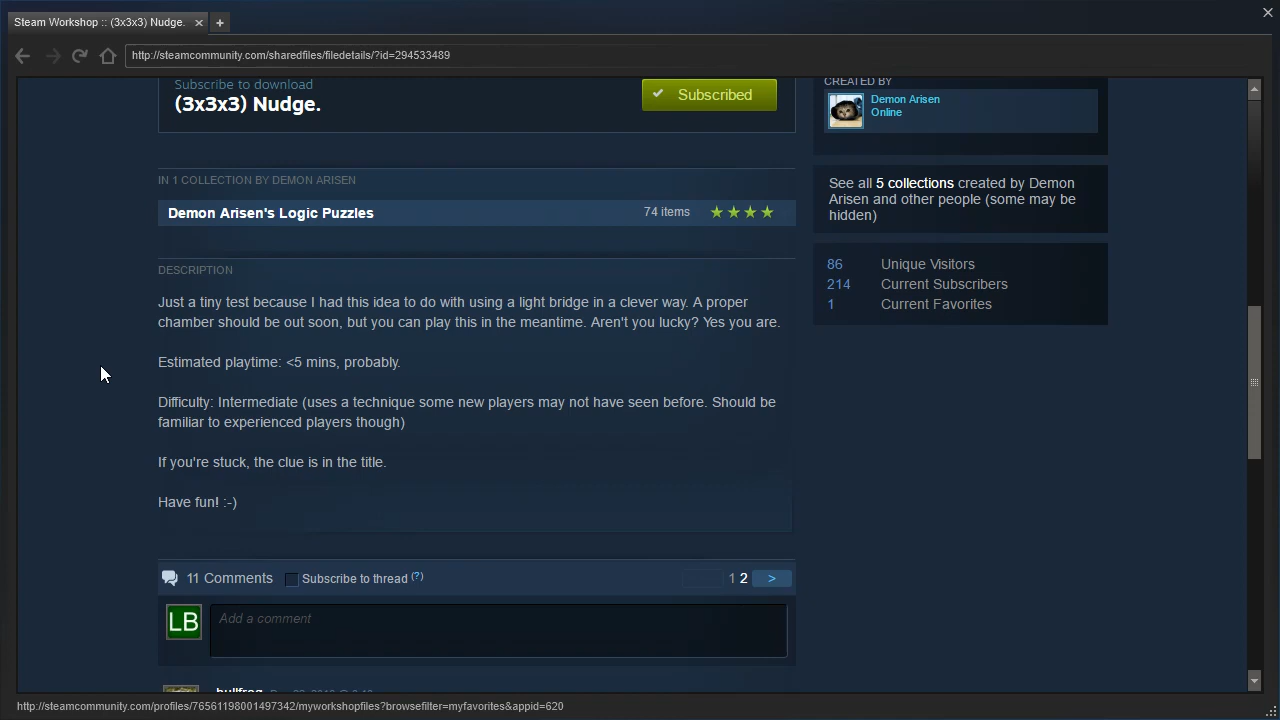 Steam Workshop :: (3x3x3) Nudge.
http://steamcommunity.com/sharedfiles/filedetails/?id=294533489
Subscribe to download
(3x3x3) Nudge.
Subscribed
IN 1 COLLECTION BY DEMON ARISEN
Demon Arisen's Logic Puzzles
74 items
DESCRIPTION
Just a tiny test because I had this idea to do with using a light bridge in a clever way. A proper
chamber should be out soon, but you can play this in the meantime. Aren't you lucky? Yes you are.
Estimated playtime: <5 mins, probably.
Difficulty: Intermediate (uses a technique some new players may not have seen before. Should be
familiar to experienced players though)
If you're stuck, the clue is in the title.
Have fun! :-)
11 Comments
Subscribe to thread (?)
1 2 >
LB
Add a comment
bullfrog
CREATED BY
Demon Arisen
Online
See all 5 collections created by Demon
Arisen and other people (some may be
hidden)
86 Unique Visitors
214 Current Subscribers
1 Current Favorites
http://steamcommunity.com/profiles/76561198001497342/myworkshopfiles?browsefilter=myfavorites&appid=620